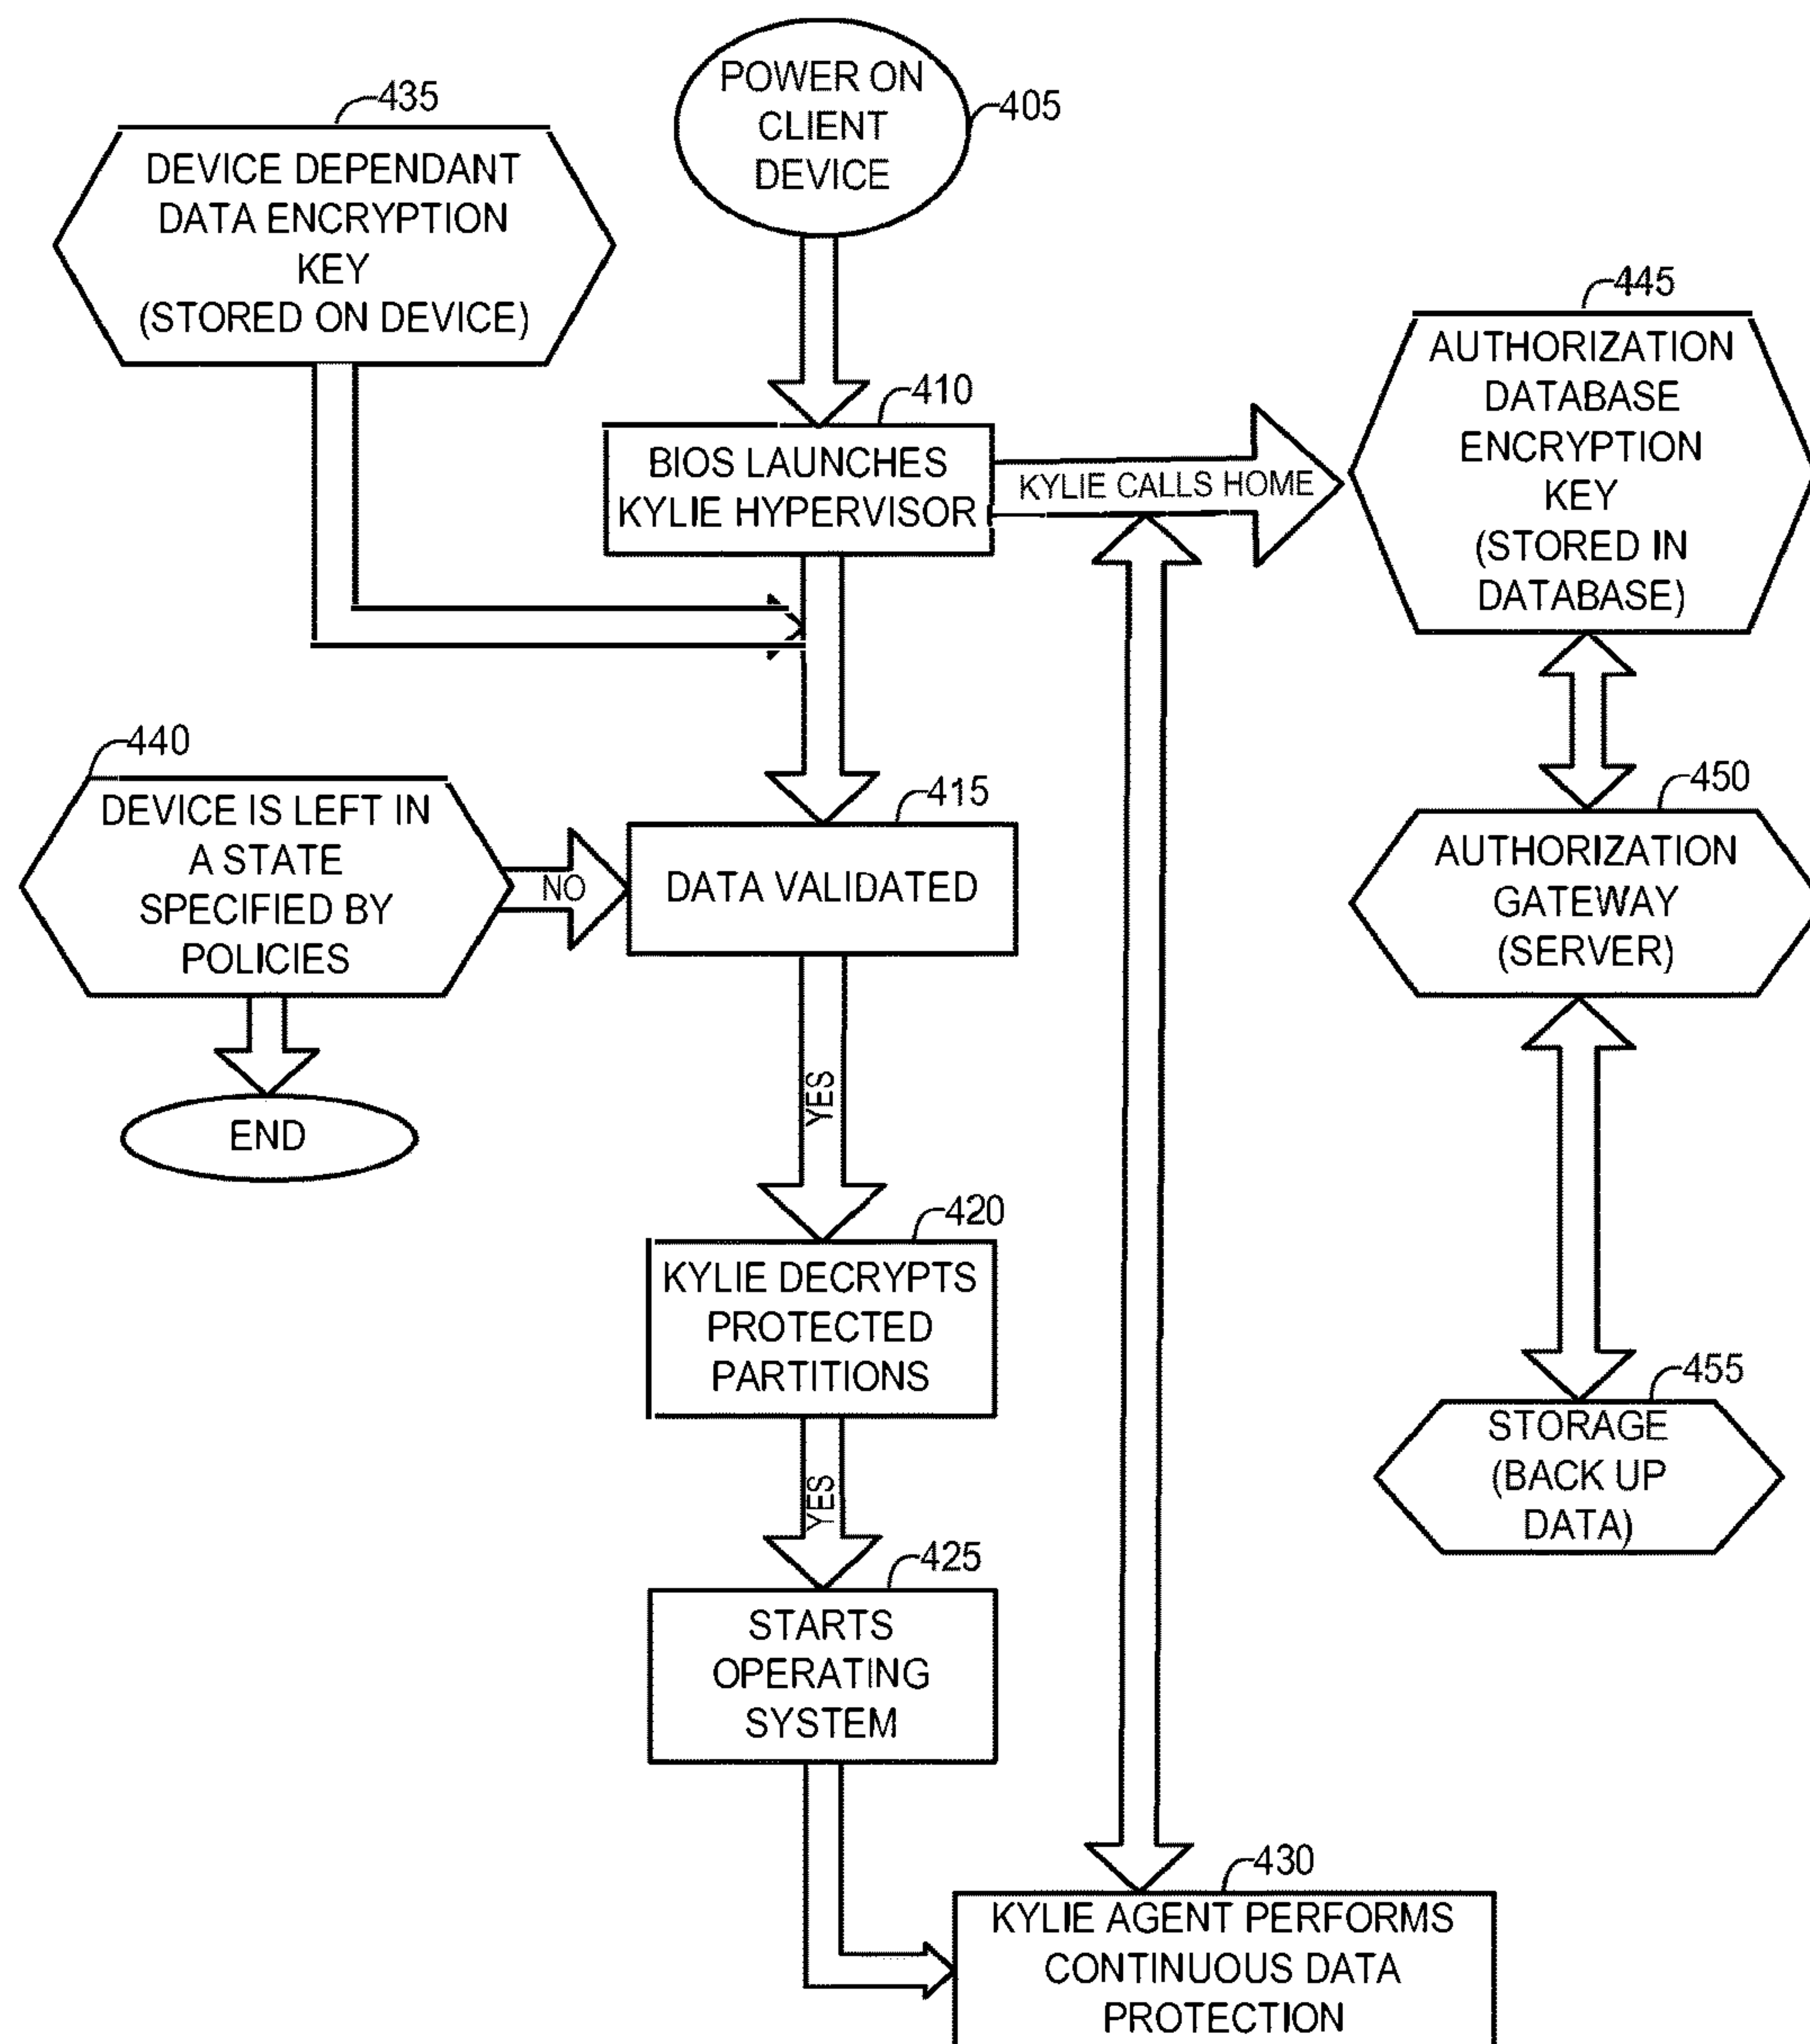 435
DEVICE DEPENDANT
DATA ENCRYPTION
KEY
(STORED ON DEVICE)
POWER ON
CLIENT
DEVICE
405
410
BIOS LAUNCHES
KYLIE HYPERVISOR
KYLIE CALLS HOME
445
AUTHORIZATION
DATABASE
ENCRYPTION
KEY
(STORED IN
DATABASE)
440
DEVICE IS LEFT IN
A STATE
SPECIFIED BY
POLICIES
NO
415
DATA VALIDATED
450
AUTHORIZATION
GATEWAY
(SERVER)
END
YES
420
KYLIE DECRYPTS
PROTECTED
PARTITIONS
455
STORAGE
(BACK UP
DATA)
YES
425
STARTS
OPERATING
SYSTEM
430
KYLIE AGENT PERFORMS
CONTINUOUS DATA
PROTECTION